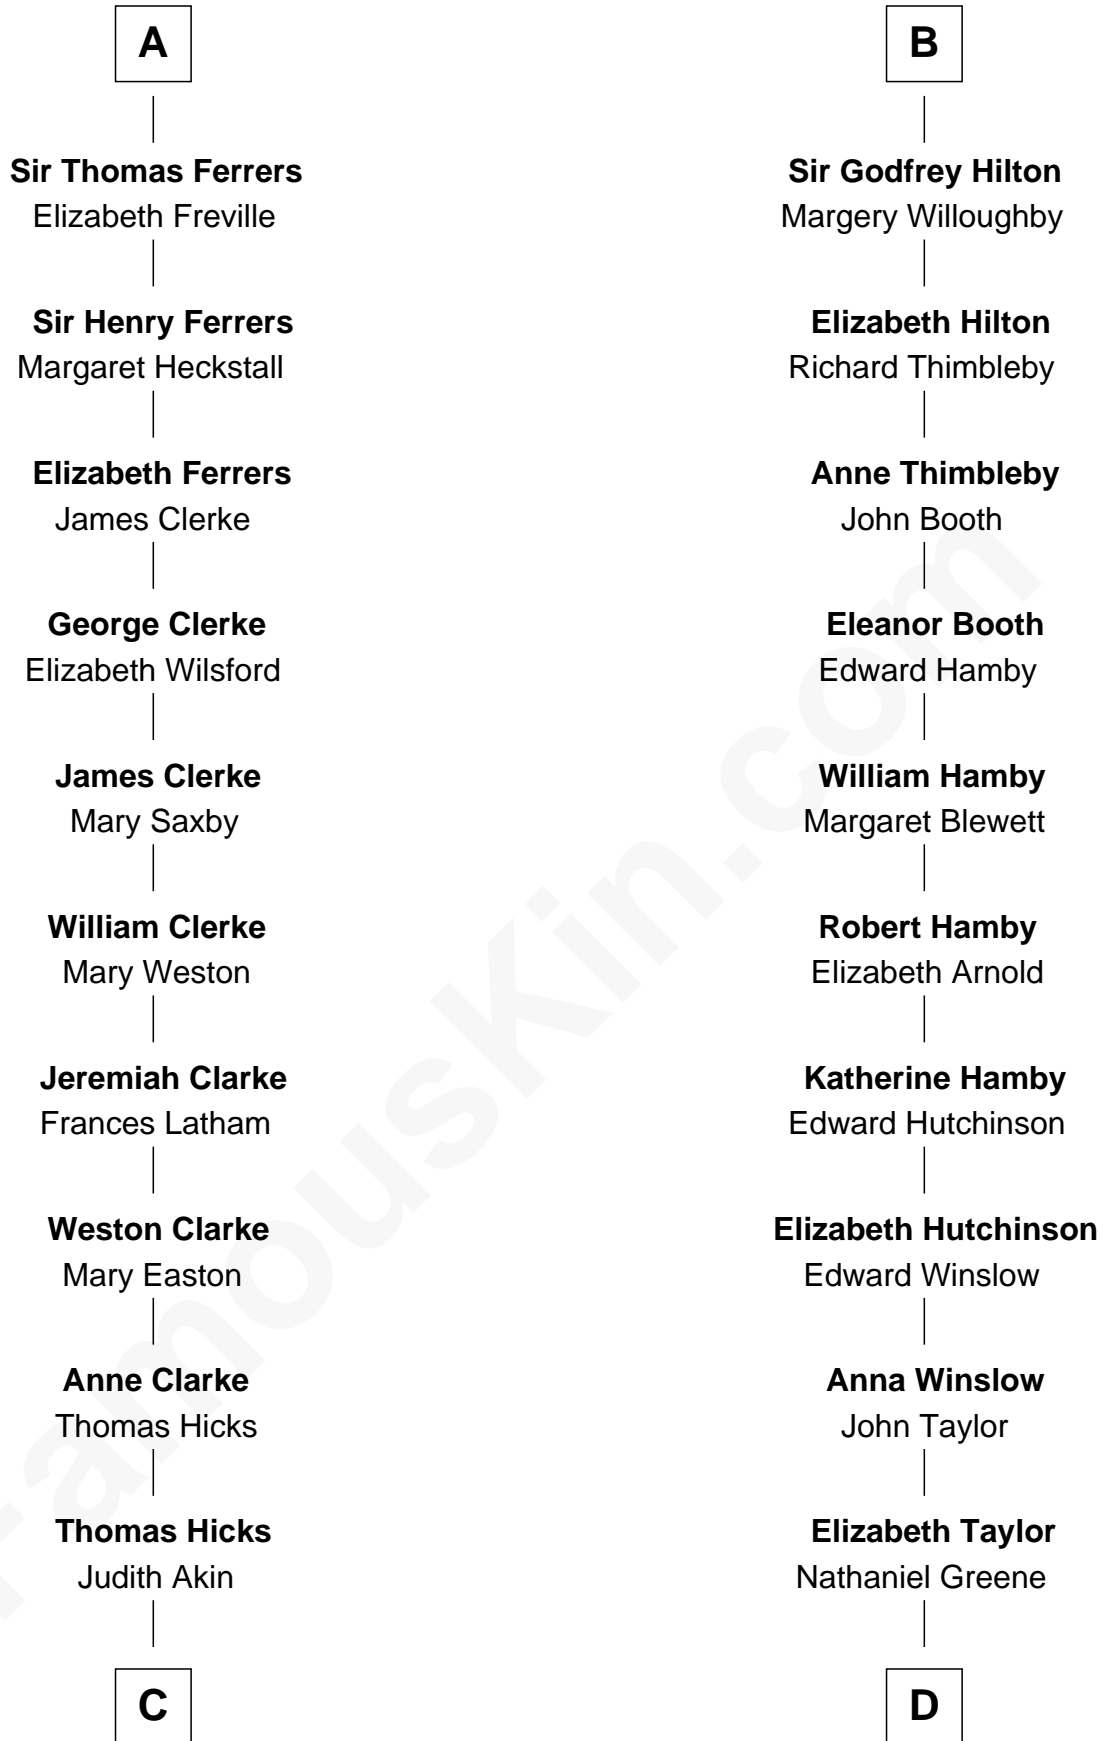 A
Sir Thomas Ferrers
Elizabeth Freville
Sir Henry Ferrers
Margaret Heckstall
Elizabeth Ferrers
James Clerke
George Clerke
Elizabeth Wilsford
James Clerke
Mary Saxby
William Clerke
Mary Weston
Jeremiah Clarke
Frances Latham
Weston Clarke
Mary Easton
Anne Clarke
Thomas Hicks
Thomas Hicks
Judith Akin
C
B
Sir Godfrey Hilton
Margery Willoughby
Elizabeth Hilton
Richard Thimbleby
Anne Thimbleby
John Booth
Eleanor Booth
Edward Hamby
William Hamby
Margaret Blewett
Robert Hamby
Elizabeth Arnold
Katherine Hamby
Edward Hutchinson
Elizabeth Hutchinson
Edward Winslow
Anna Winslow
John Taylor
Elizabeth Taylor
Nathaniel Greene
D
FamousKin.com